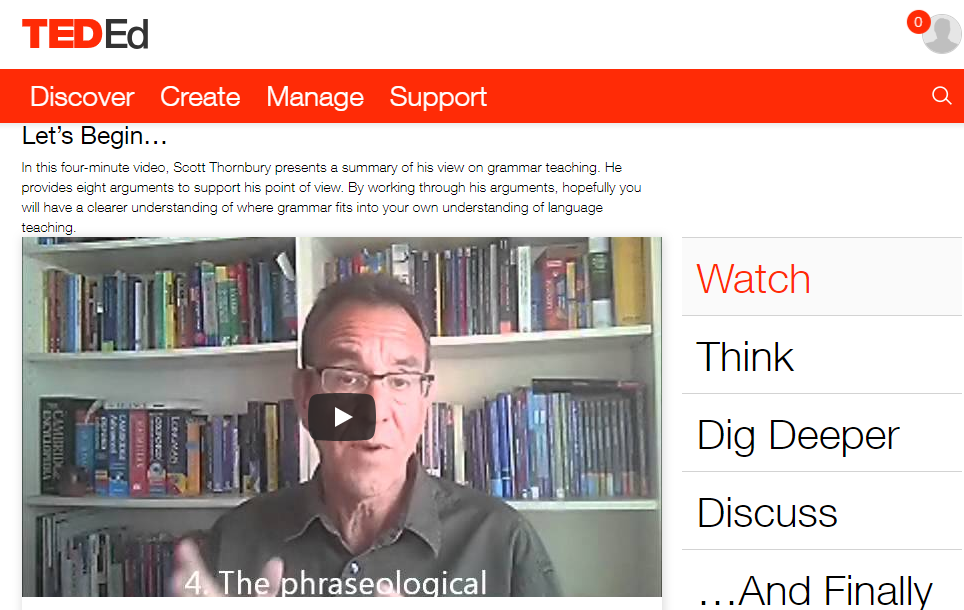 TEDEd
0
Discover Create Manage Support
Let's Begin…
In this four-minute video, Scott Thornbury presents a summary of his view on grammar teaching. He
provides eight arguments to support his point of view. By working through his arguments, hopefully you
will have a clearer understanding of where grammar fits into your own understanding of language
teaching.
CAMBRIDGE
ENCYCLOPEDIA
4. The phraseological
Watch
Think
Dig Deeper
Discuss
…And Finally